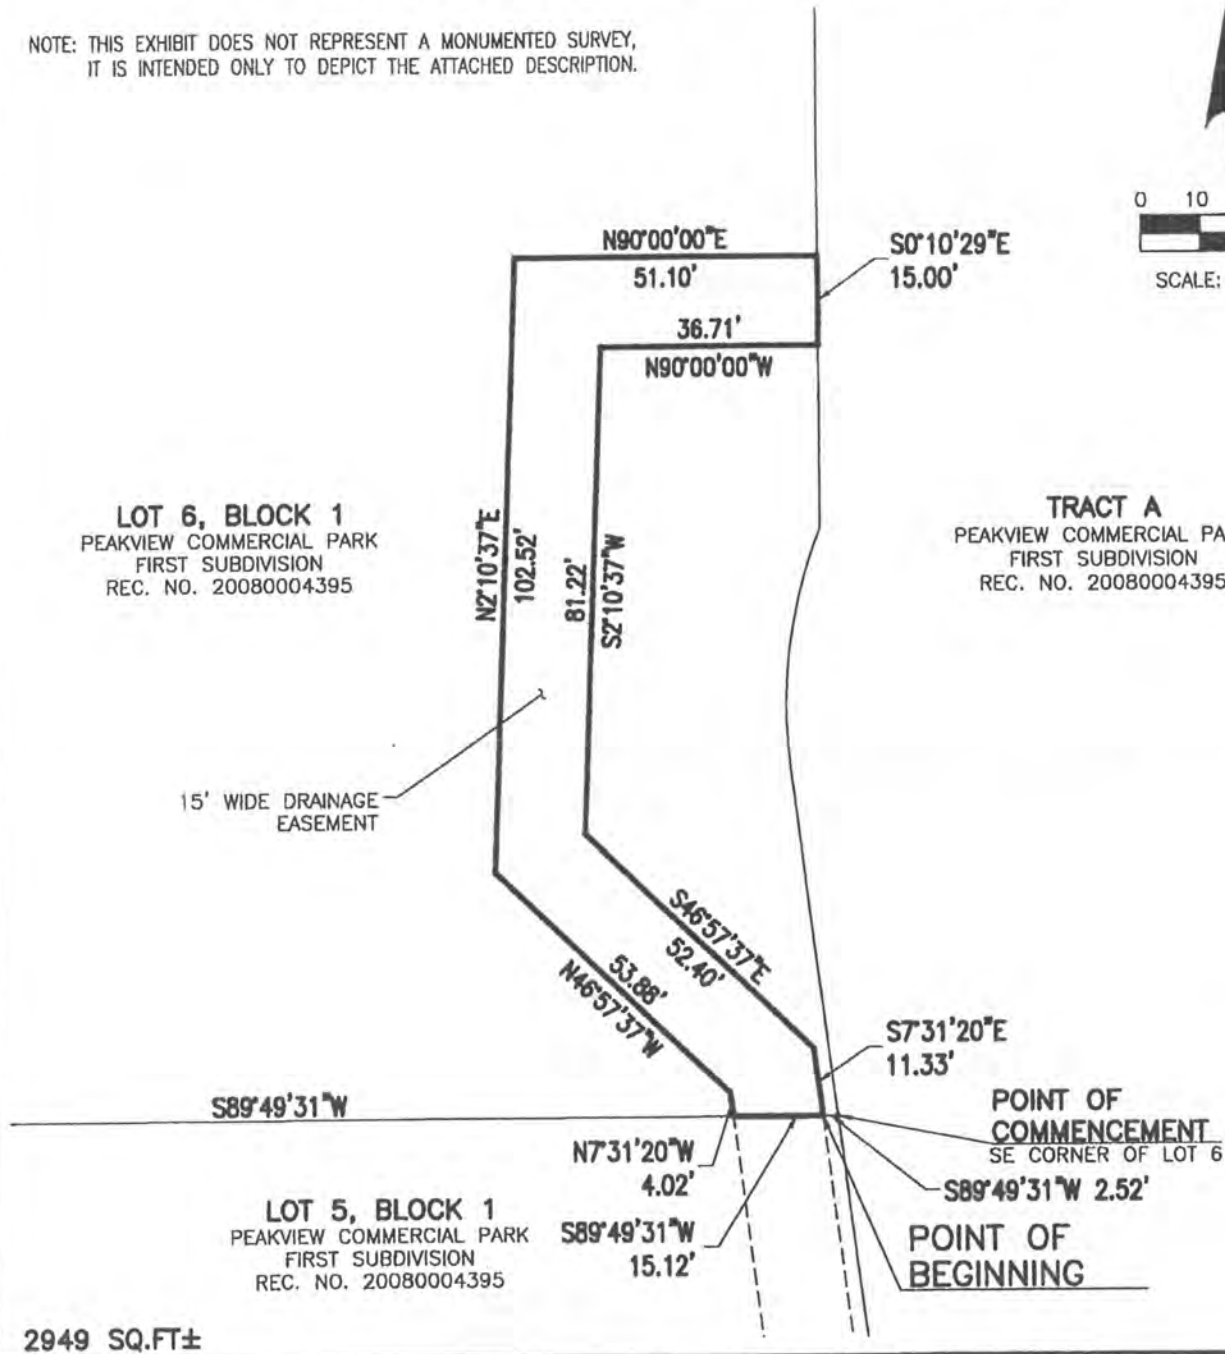 NOTE: THIS EXHIBIT DOES NOT REPRESENT A MONUMENTED SURVEY,
IT IS INTENDED ONLY TO DEPICT THE ATTACHED DESCRIPTION.
0 10
SCALE:
N90°00'00"E
51.10'
S0°10'29"E
15.00'
36.71'
N90°00'00"W
LOT 6, BLOCK 1
PEAKVIEW COMMERCIAL PARK
FIRST SUBDIVISION
REC. NO. 20080004395
N2°10'37"E
102.52'
81.22'
S2°10'37"W
TRACT A
PEAKVIEW COMMERCIAL PA
FIRST SUBDIVISION
REC. NO. 20080004395
15' WIDE DRAINAGE
EASEMENT
S46°57'37"E
52.40'
53.88'
N46°57'37"W
S7°31'20"E
11.33'
S89°49'31"W
POINT OF
COMMENCEMENT
SE CORNER OF LOT 6
N7°31'20"W
4.02'
S89°49'31"W 2.52'
LOT 5, BLOCK 1
PEAKVIEW COMMERCIAL PARK
FIRST SUBDIVISION
REC. NO. 20080004395
S89°49'31"W
15.12'
POINT OF
BEGINNING
2949 SQ.FT±